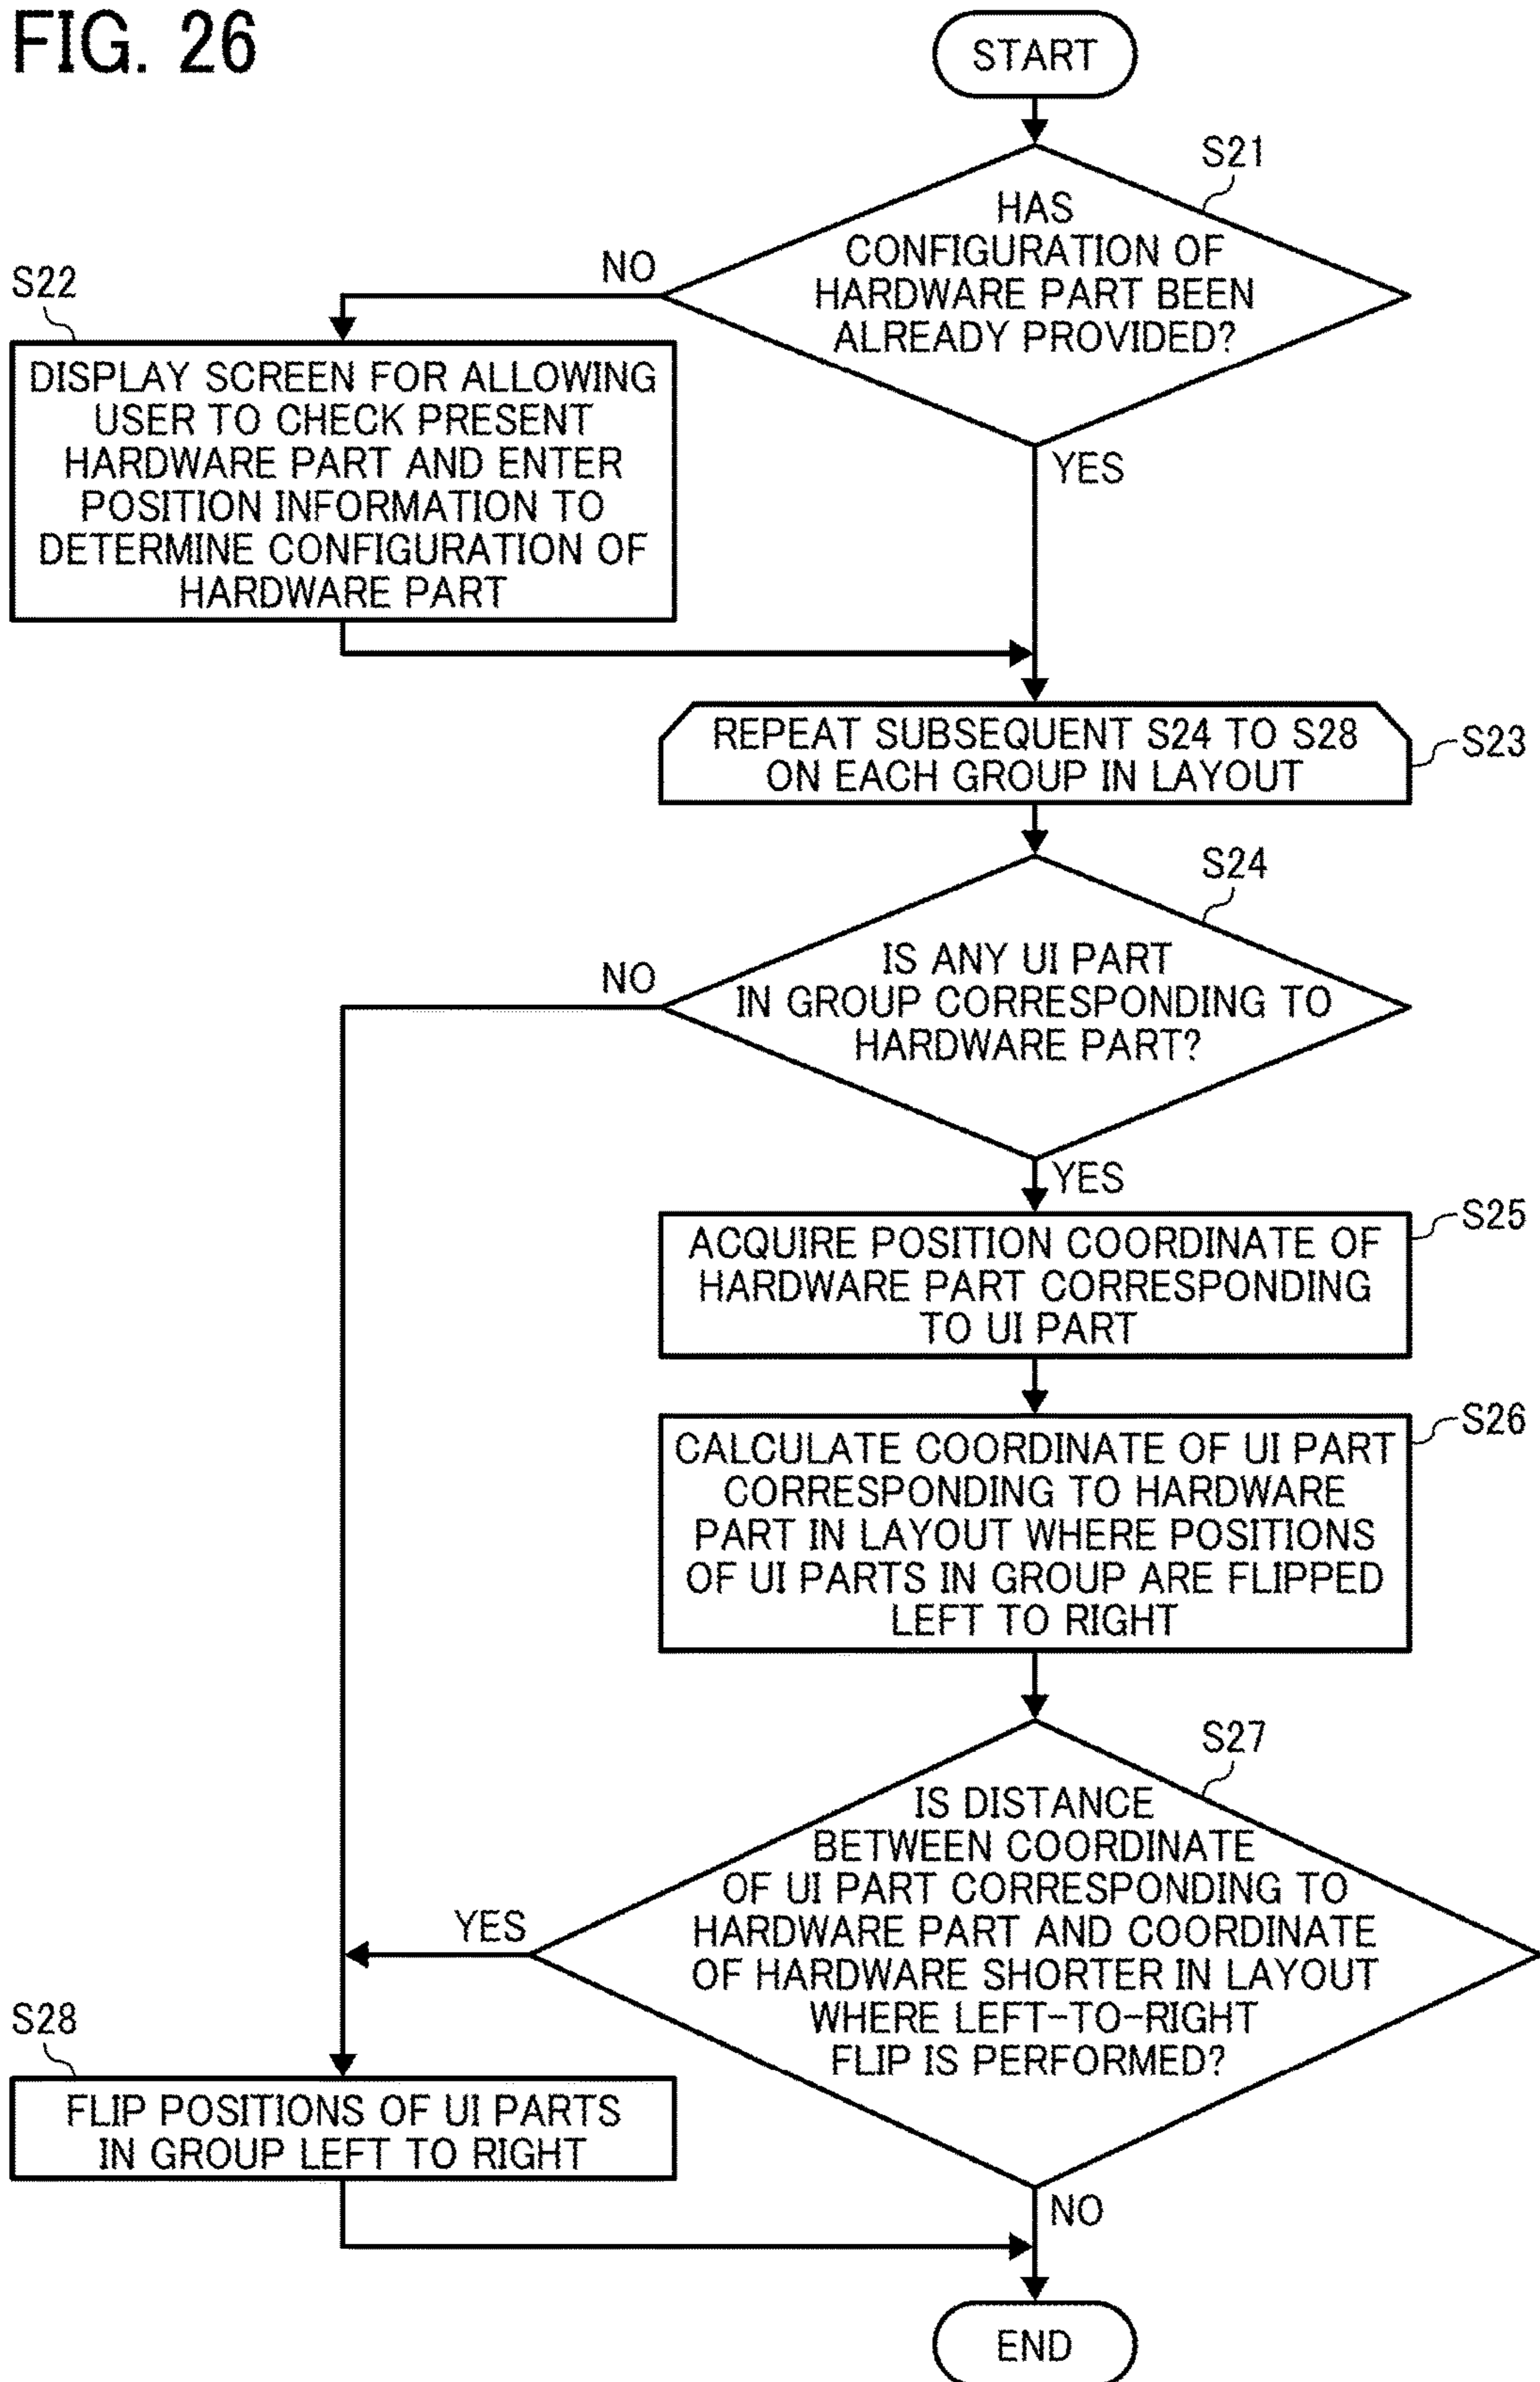 FIG. 26
START
S21
HAS
CONFIGURATION OF
HARDWARE PART BEEN
ALREADY PROVIDED?
NO
YES
S22
DISPLAY SCREEN FOR ALLOWING
USER TO CHECK PRESENT
HARDWARE PART AND ENTER
POSITION INFORMATION TO
DETERMINE CONFIGURATION OF
HARDWARE PART
REPEAT SUBSEQUENT S24 TO S28
ON EACH GROUP IN LAYOUT
S23
S24
IS ANY UI PART
IN GROUP CORRESPONDING TO
HARDWARE PART?
NO
YES
S25
ACQUIRE POSITION COORDINATE OF
HARDWARE PART CORRESPONDING
TO UI PART
S26
CALCULATE COORDINATE OF UI PART
CORRESPONDING TO HARDWARE
PART IN LAYOUT WHERE POSITIONS
OF UI PARTS IN GROUP ARE FLIPPED
LEFT TO RIGHT
S27
IS DISTANCE
BETWEEN COORDINATE
OF UI PART CORRESPONDING TO
HARDWARE PART AND COORDINATE
OF HARDWARE SHORTER IN LAYOUT
WHERE LEFT-TO-RIGHT
FLIP IS PERFORMED?
YES
NO
S28
FLIP POSITIONS OF UI PARTS
IN GROUP LEFT TO RIGHT
END